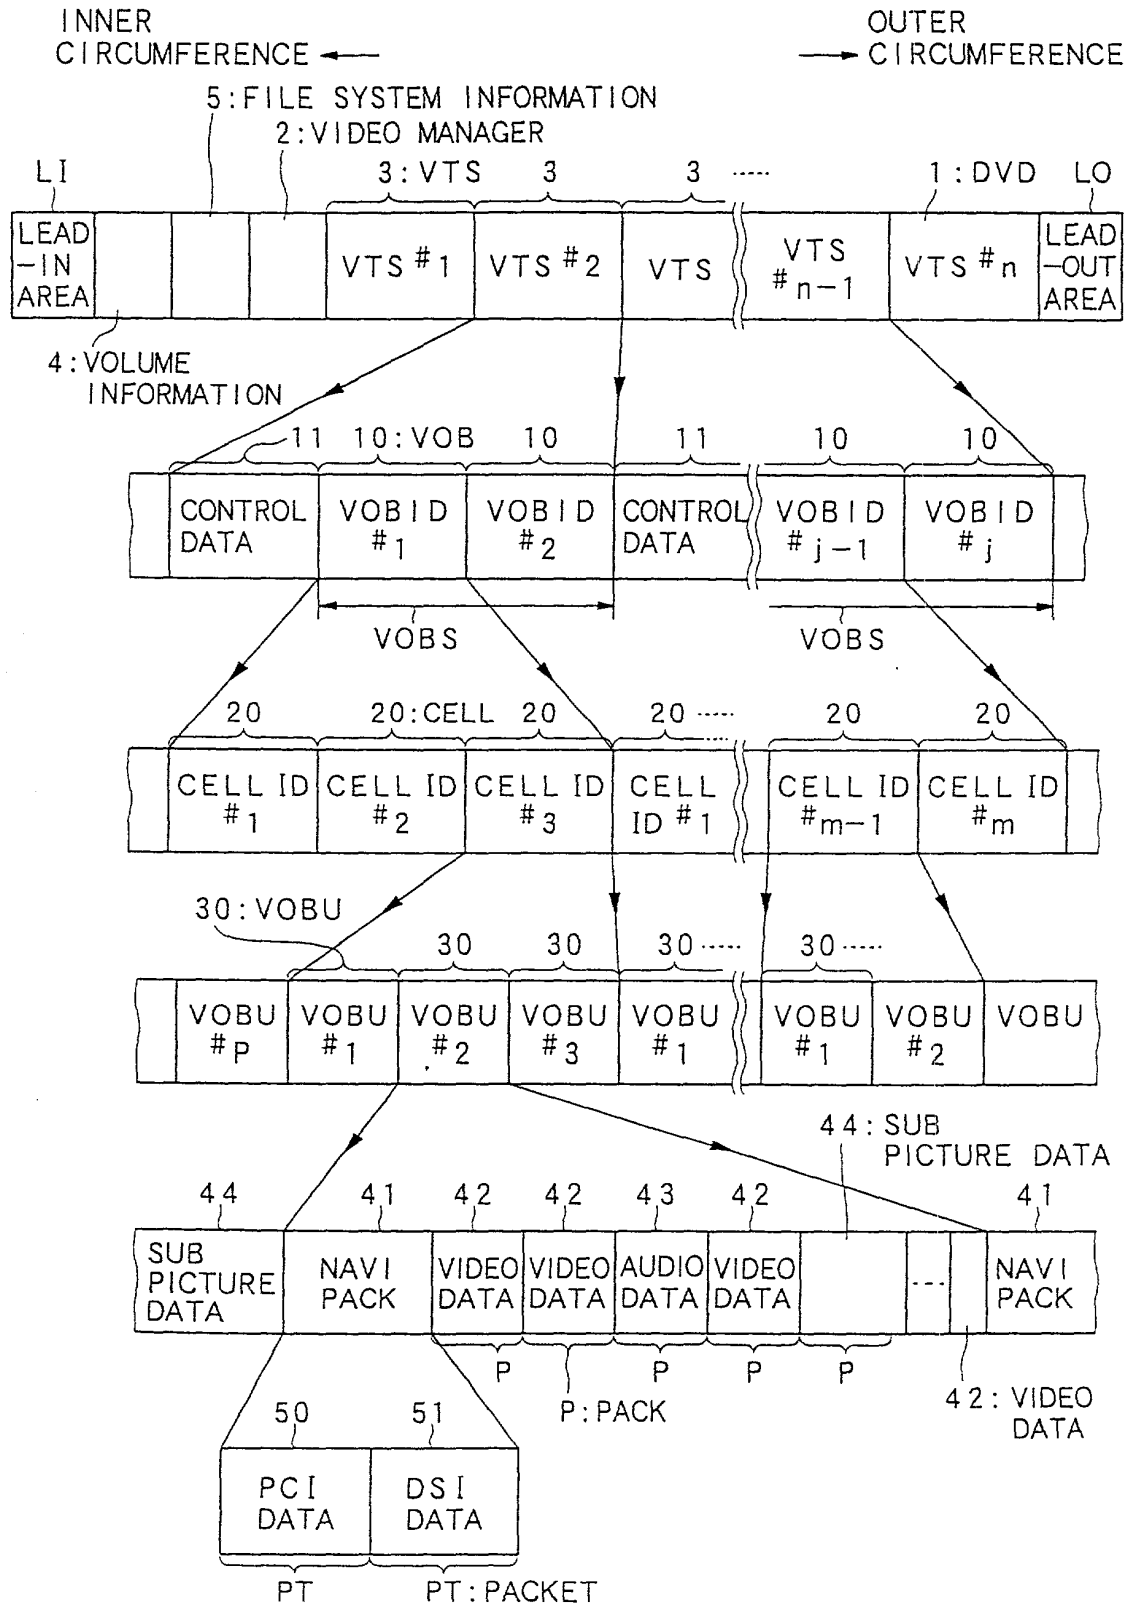 INNER
CIRCUMFERENCE
OUTER
CIRCUMFERENCE
5:FILE SYSTEM INFORMATION
2:VIDEO MANAGER
LI
3:VTS 3 3 .....
1:DVD
LO
LEAD
-IN
AREA
VTS #1
VTS #2
VTS
VTS
#n-1
VTS #n
LEAD
-OUT
AREA
4:VOLUME
INFORMATION
11 10:VOB 10 11 10 10
CONTROL
DATA
VOBID
#1
VOBID
#2
CONTROL
DATA
VOBID
#j-1
VOBID
#j
VOBS
VOBS
20 20:CELL 20 20 ..... 20 20
CELL ID
#1
CELL ID
#2
CELL ID
#3
CELL
ID #1
CELL ID
#m-1
CELL ID
#m
30:VOBU
30 30 30 ..... 30 .....
VOBU
#P
VOBU
#1
VOBU
#2
VOBU
#3
VOBU
#1
VOBU
#1
VOBU
#2
VOBU
44:SUB
PICTURE DATA
44 41 42 42 43 42 41
SUB
PICTURE
DATA
NAVI
PACK
VIDEO
DATA
VIDEO
DATA
AUDIO
DATA
VIDEO
DATA
...
NAVI
PACK
P P P P
P:PACK
42:VIDEO
DATA
50 51
PCI
DATA
DSI
DATA
PT
PT:PACKET